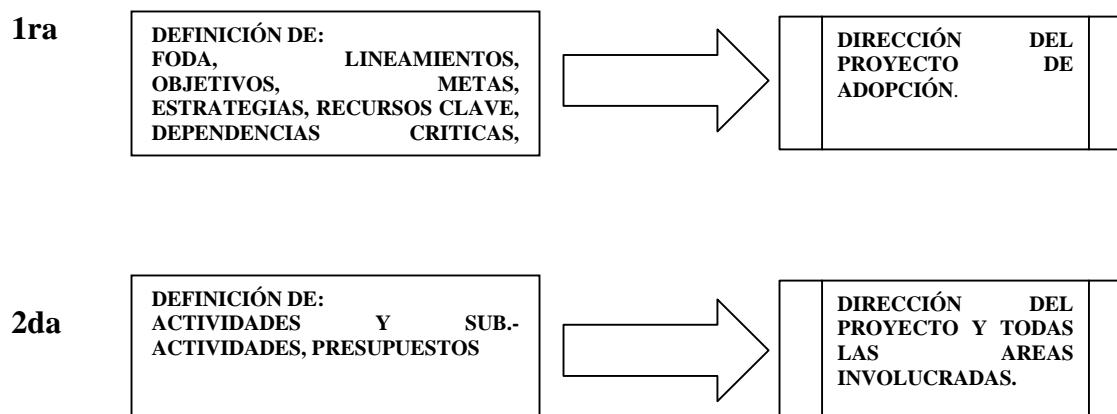 1ra
DEFINICIÓN DE:
FODA, LINEAMIENTOS,
OBJETIVOS, METAS,
ESTRATEGIAS, RECURSOS CLAVE,
DEPENDENCIAS CRITICAS,
DIRECCIÓN DEL
PROYECTO DE
ADOPCIÓN.
2da
DEFINICIÓN DE:
ACTIVIDADES Y SUB.-
ACTIVIDADES, PRESUPUESTOS
DIRECCIÓN DEL
PROYECTO Y TODAS
LAS AREAS
INVOLUCRADAS.